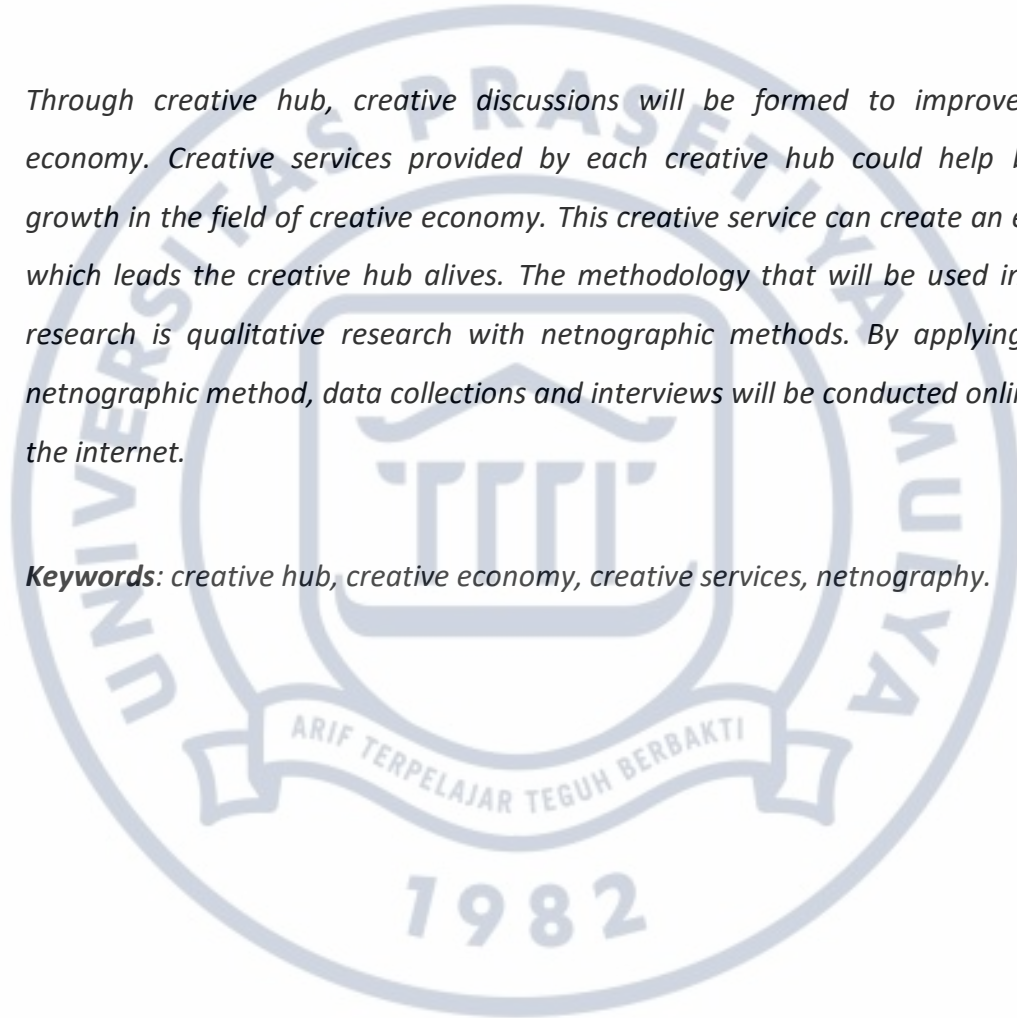 Through creative hub, creative discussions will be formed to improve
economy. Creative services provided by each creative hub could help
growth in the field of creative economy. This creative service can create an
which leads the creative hub alives. The methodology that will be used in
research is qualitative research with netnographic methods. By applying
netnographic method, data collections and interviews will be conducted
the internet.
Keywords: creative hub, creative economy, creative services, netnography.
UNIVERSITAS PRASETIYA MULYA
ARIF TERPELAJAR TEGUH BERBAKTI
1982